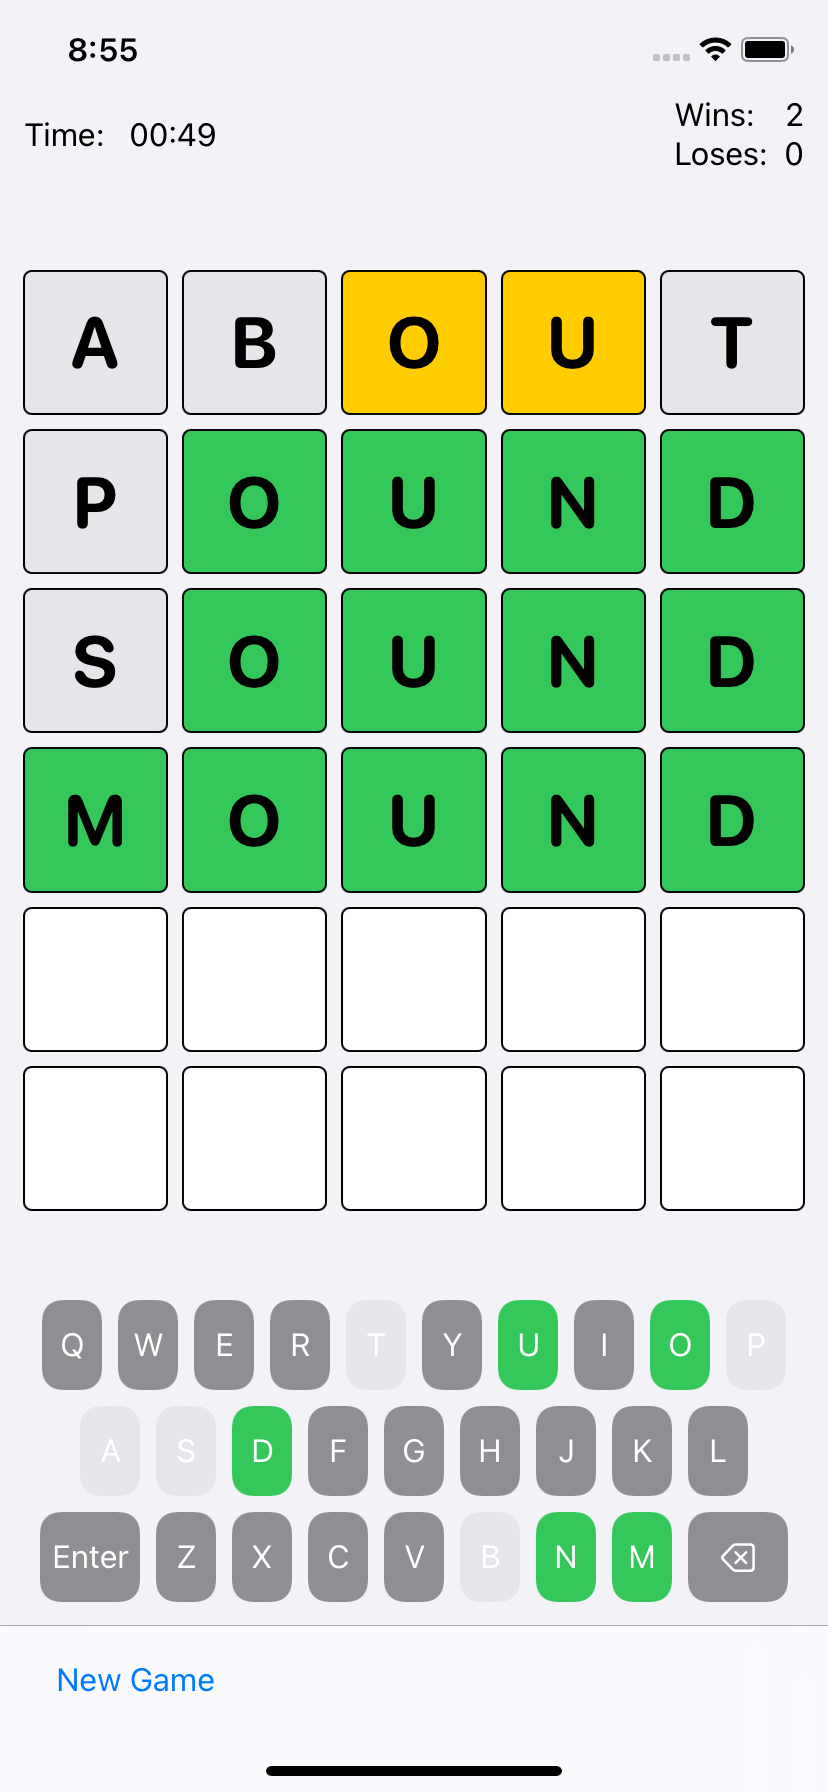 8:55
Time: 00:49
Wins: 2
Loses: 0
A B O U T
P O U N D
S O U N D
M O U N D
Q W E R T Y U I O P
A S D F G H J K L
Enter Z X C V B N M
New Game